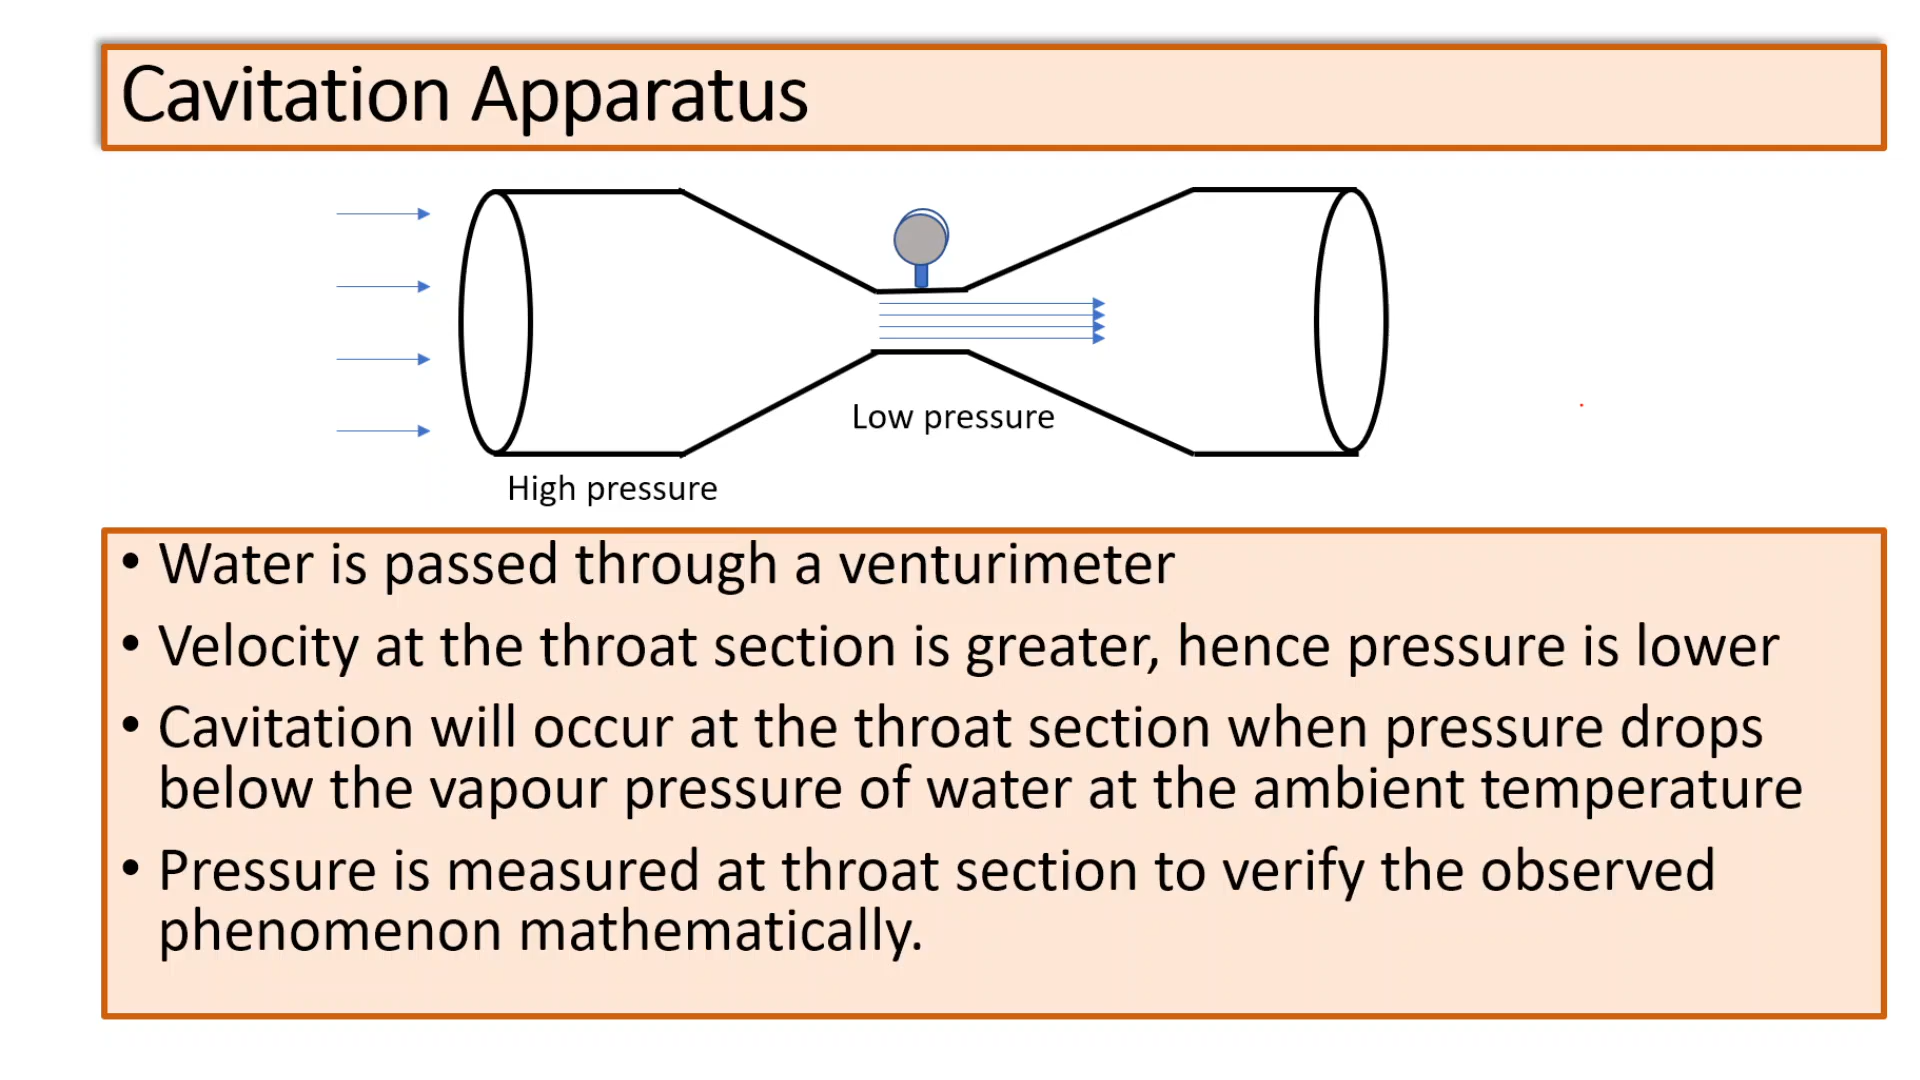 Cavitation Apparatus
Low pressure
High pressure
• Water is passed through a venturimeter
• Velocity at the throat section is greater, hence pressure is lower
• Cavitation will occur at the throat section when pressure drops
below the vapour pressure of water at the ambient temperature
• Pressure is measured at throat section to verify the observed
phenomenon mathematically.